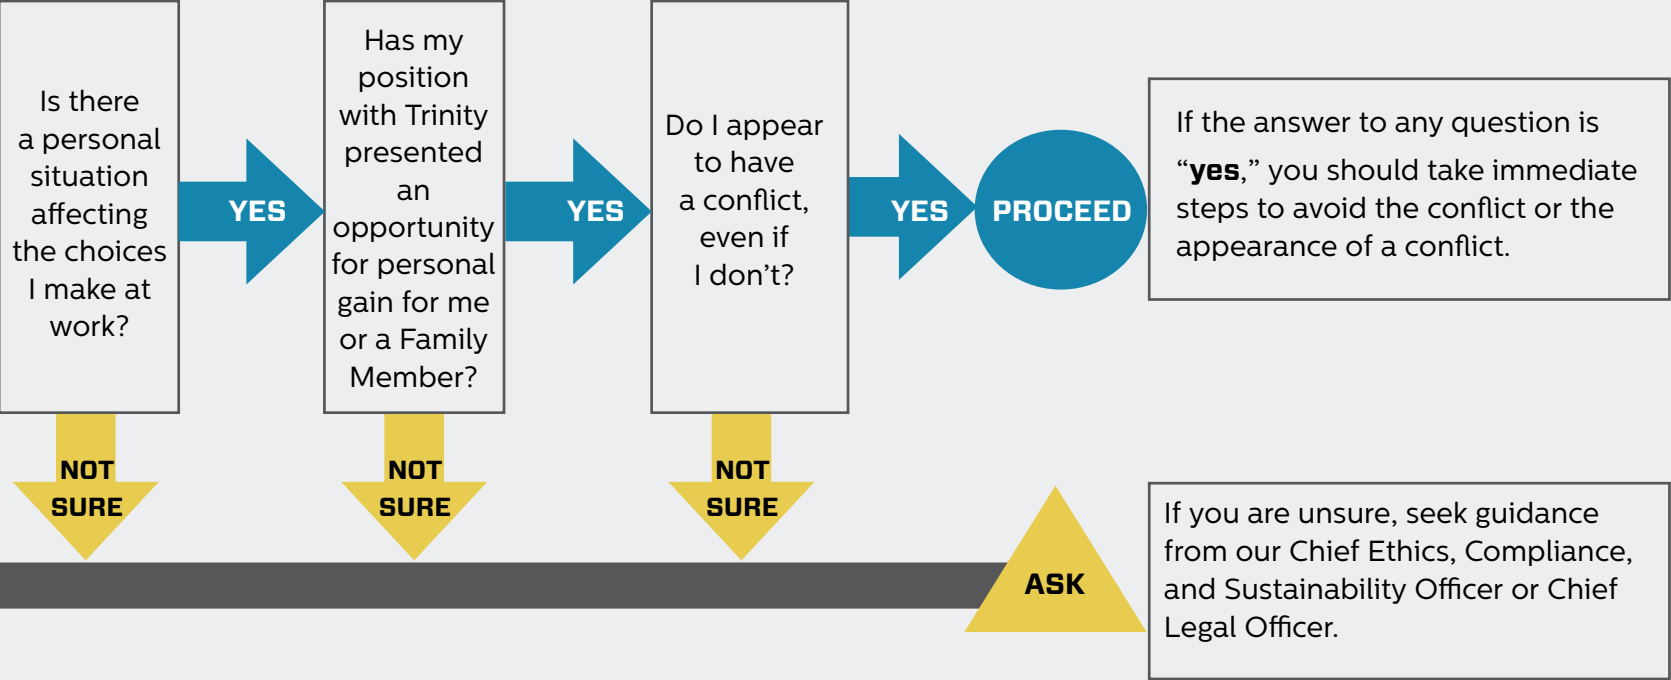 Is there
a personal
situation
affecting
the choices
I make at
work?
YES
Has my
position
with Trinity
presented
an
opportunity
for personal
gain for me
or a Family
Member?
YES
Do I appear
to have
a conflict,
even if
I don't?
YES
PROCEED
If the answer to any question is
“yes,” you should take immediate
steps to avoid the conflict or the
appearance of a conflict.
NOT
SURE
NOT
SURE
NOT
SURE
ASK
If you are unsure, seek guidance
from our Chief Ethics, Compliance,
and Sustainability Officer or Chief
Legal Officer.